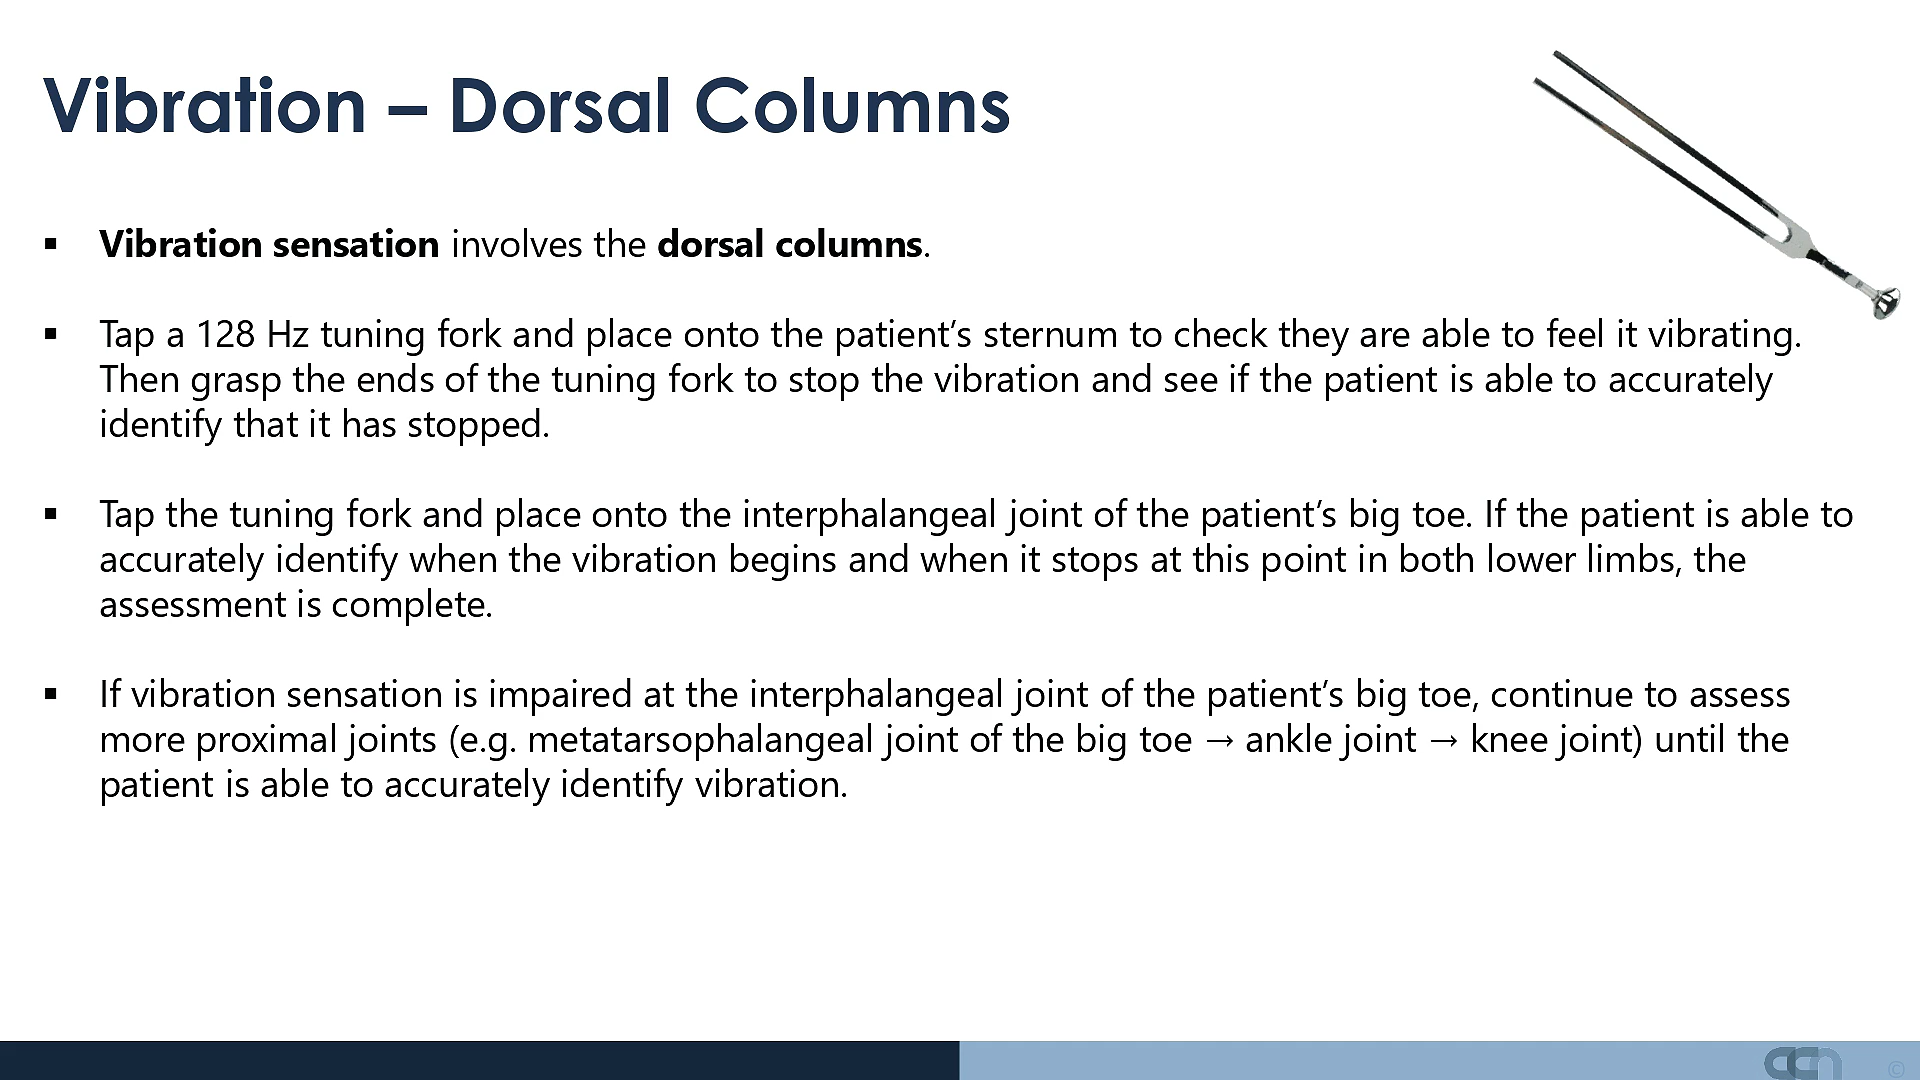 Vibration – Dorsal Columns
▪ Vibration sensation involves the dorsal columns.
▪ Tap a 128 Hz tuning fork and place onto the patient’s sternum to check they are able to feel it vibrating.
Then grasp the ends of the tuning fork to stop the vibration and see if the patient is able to accurately
identify that it has stopped.
▪ Tap the tuning fork and place onto the interphalangeal joint of the patient’s big toe. If the patient is able to
accurately identify when the vibration begins and when it stops at this point in both lower limbs, the
assessment is complete.
▪ If vibration sensation is impaired at the interphalangeal joint of the patient’s big toe, continue to assess
more proximal joints (e.g. metatarsophalangeal joint of the big toe → ankle joint → knee joint) until the
patient is able to accurately identify vibration.
©